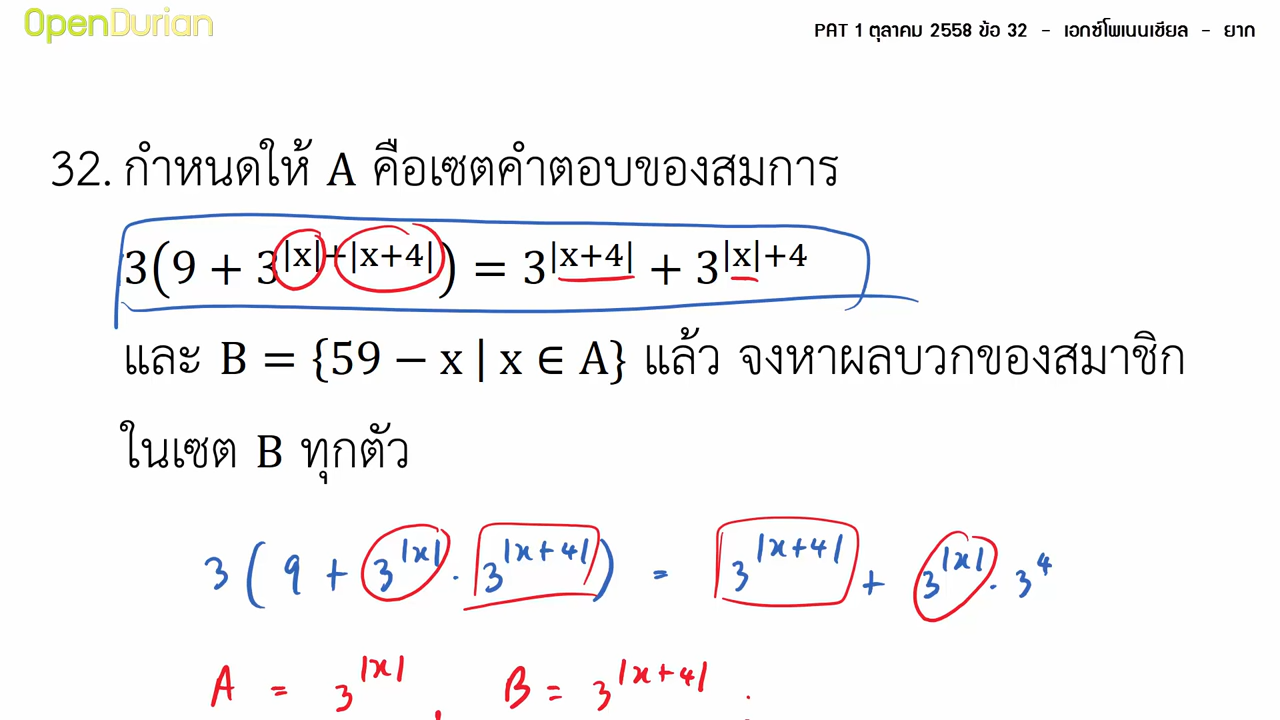 OpenDurian
PAT 1 ตุลาคม 2558 ข้อ 32 - เอกซ์โพเนนเชียล - ยาก
32. กำหนดให้ A คือเซตคำตอบของสมการ
3(9 + 3^{|x|+|x+4|}) = 3^{|x+4|} + 3^{|x|+4}
และ B = {59 − x | x ∈ A} แล้ว จงหาผลบวกของสมาชิก
ในเซต B ทุกตัว
3(9 + 3^{|x|} · 3^{|x+4|}) = 3^{|x+4|} + 3^{|x|} · 3^4
A = 3^{|x|} , B = 3^{|x+4|}